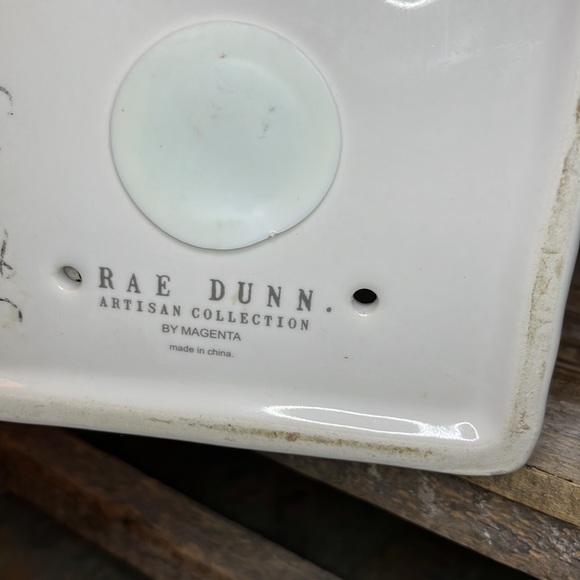 RAE DUNN.
ARTISAN COLLECTION
BY MAGENTA
made in china.